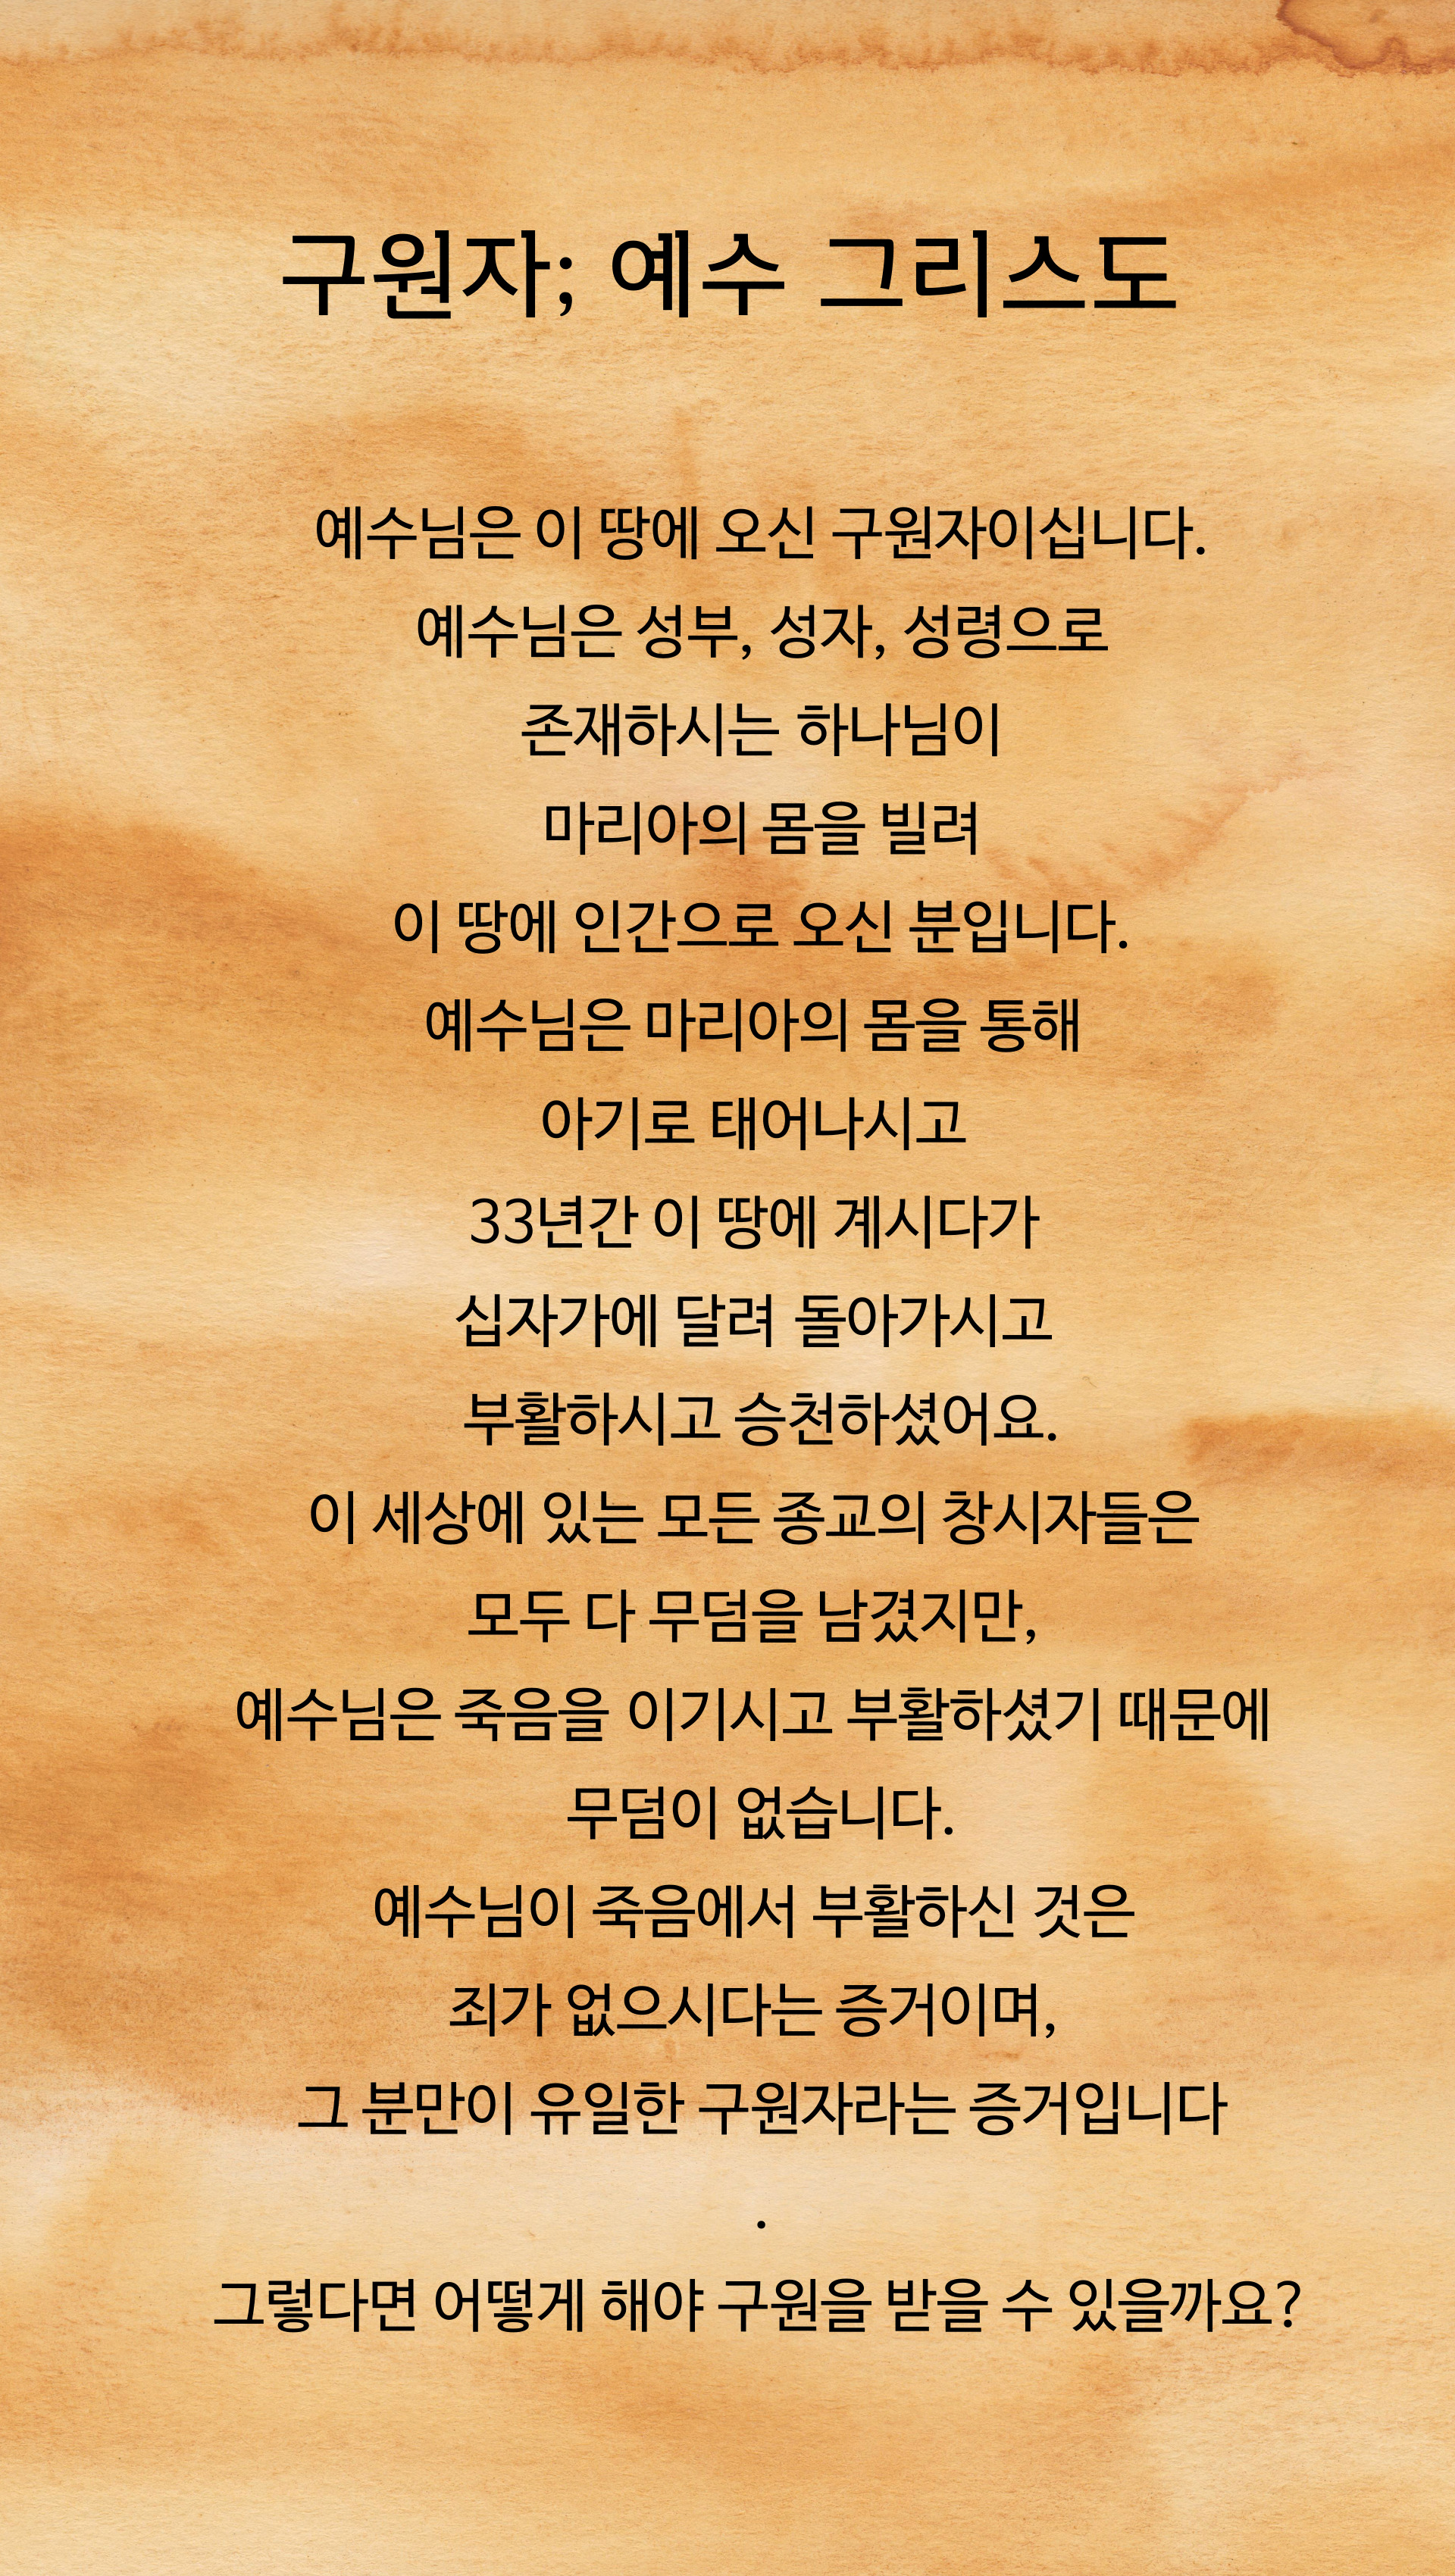 구원자; 예수 그리스도
예수님은 이 땅에 오신 구원자이십니다.
예수님은 성부, 성자, 성령으로
존재하시는 하나님이
마리아의 몸을 빌려
이 땅에 인간으로 오신 분입니다.
예수님은 마리아의 몸을 통해
아기로 태어나시고
33년간 이 땅에 계시다가
십자가에 달려 돌아가시고
부활하시고 승천하셨어요.
이 세상에 있는 모든 종교의 창시자들은
모두 다 무덤을 남겼지만,
예수님은 죽음을 이기시고 부활하셨기 때문에
무덤이 없습니다.
예수님이 죽음에서 부활하신 것은
죄가 없으시다는 증거이며,
그 분만이 유일한 구원자라는 증거입니다
.
그렇다면 어떻게 해야 구원을 받을 수 있을까요?